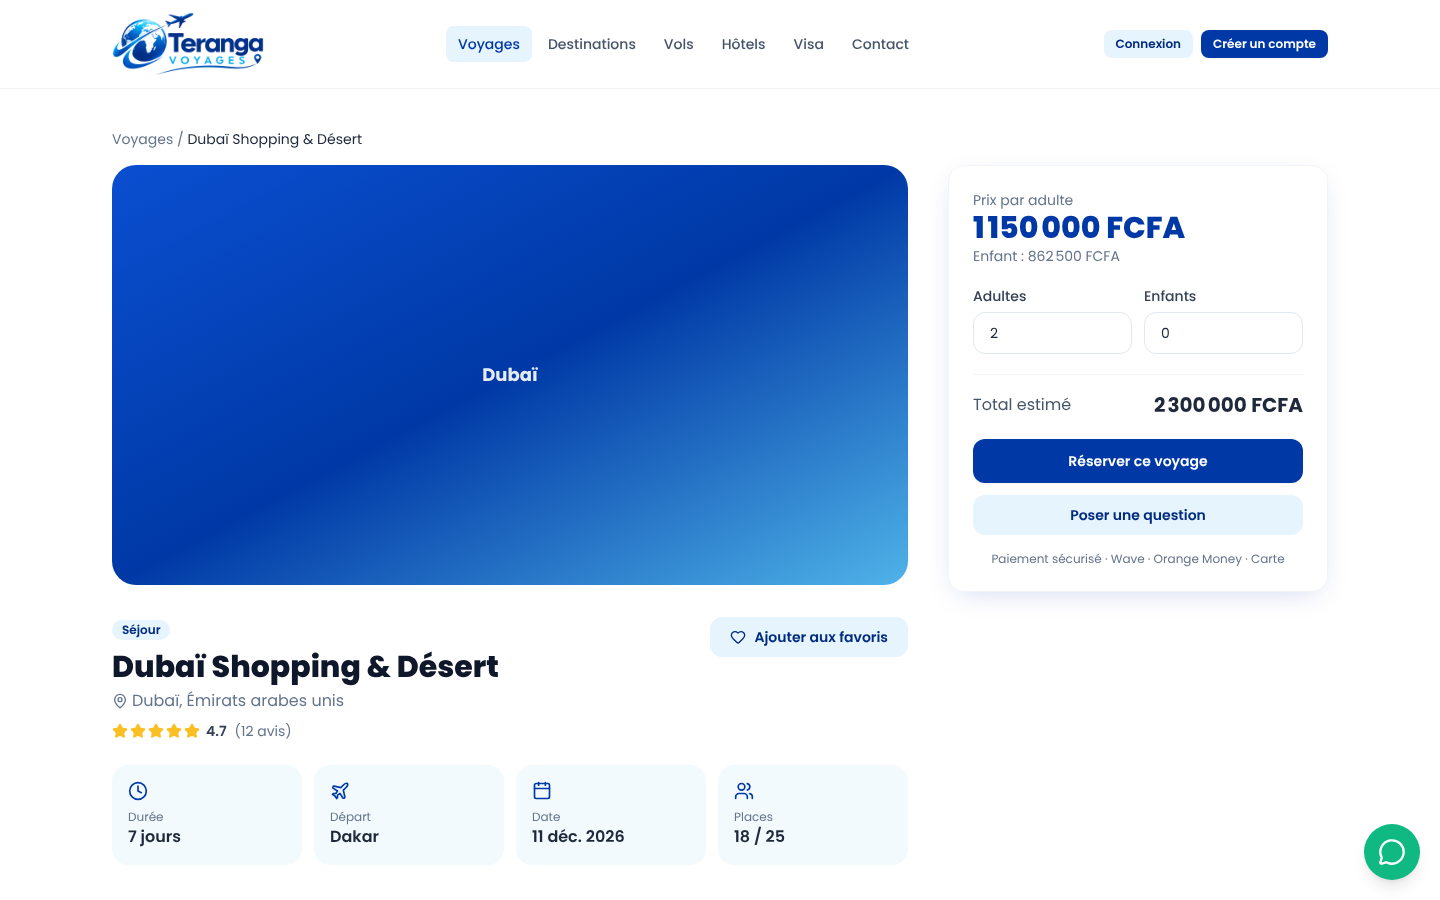 Teranga
VOYAGES
Voyages
Destinations
Vols
Hôtels
Visa
Contact
Connexion
Créer un compte
Voyages / Dubaï Shopping & Désert
Dubaï
Prix par adulte
1 150 000 FCFA
Enfant : 862 500 FCFA
Adultes
Enfants
2
0
Total estimé
2 300 000 FCFA
Réserver ce voyage
Poser une question
Paiement sécurisé · Wave · Orange Money · Carte
Séjour
Ajouter aux favoris
Dubaï Shopping & Désert
Dubaï, Émirats arabes unis
4.7 (12 avis)
Durée
7 jours
Départ
Dakar
Date
11 déc. 2026
Places
18 / 25